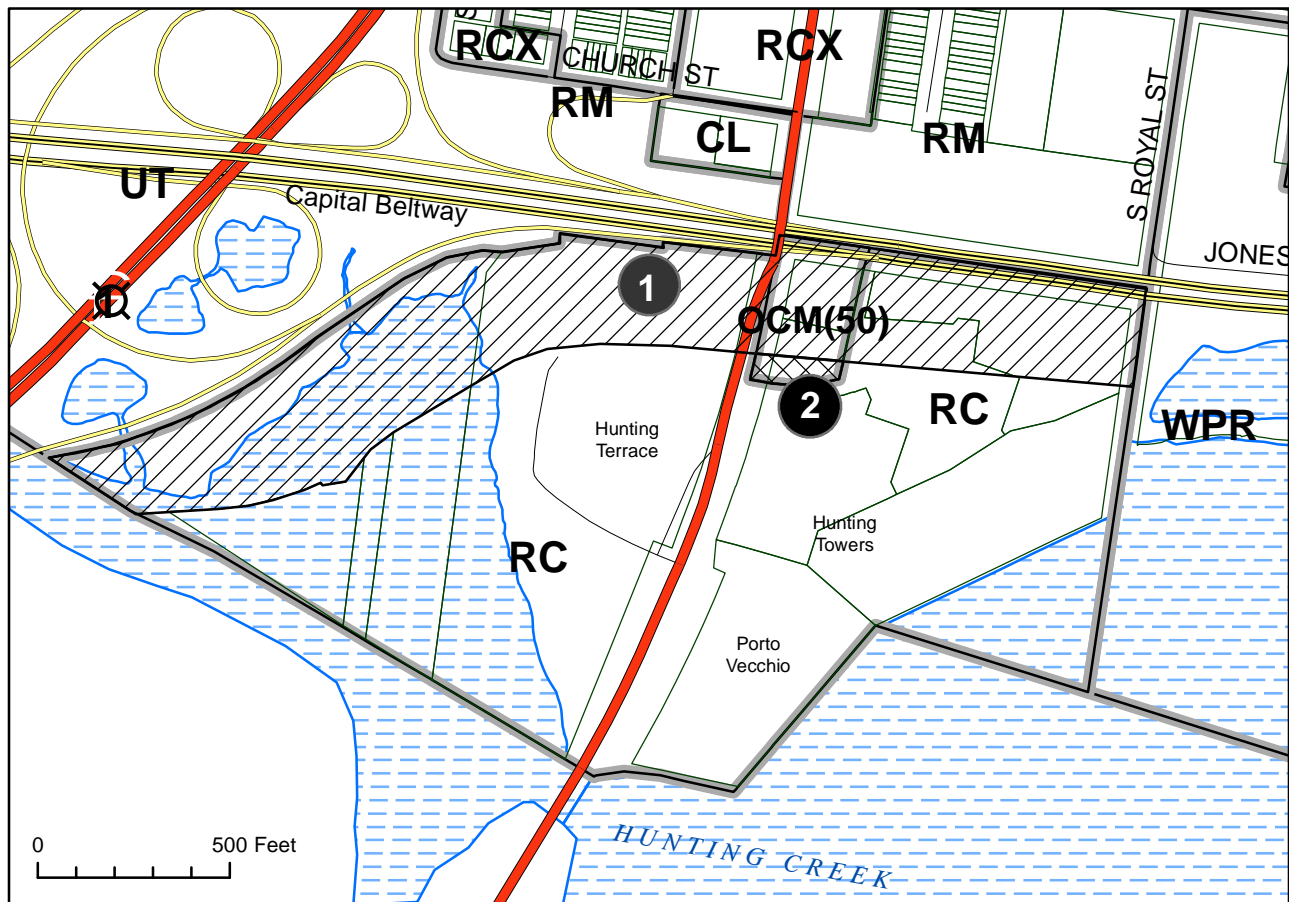 S
RCX
CHURCH ST
RCX
RM
CL
RM
S ROYAL ST
UT
Capital Beltway
JONES
1
1
OCM(50)
2
RC
WPR
Hunting
Terrace
Hunting
Towers
RC
Porto
Vecchio
0 500 Feet
HUNTING CREEK